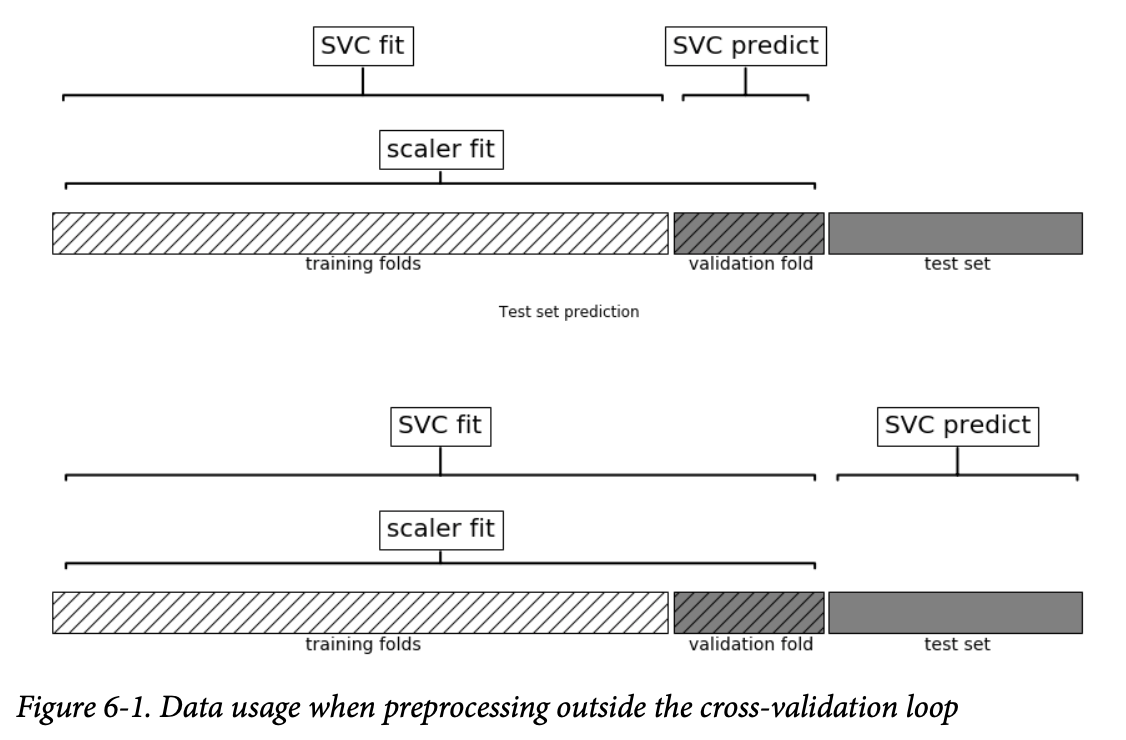 SVC fit
SVC predict
scaler fit
training folds
validation fold
test set
Test set prediction
SVC fit
SVC predict
scaler fit
training folds
validation fold
test set
Figure 6-1. Data usage when preprocessing outside the cross-validation loop